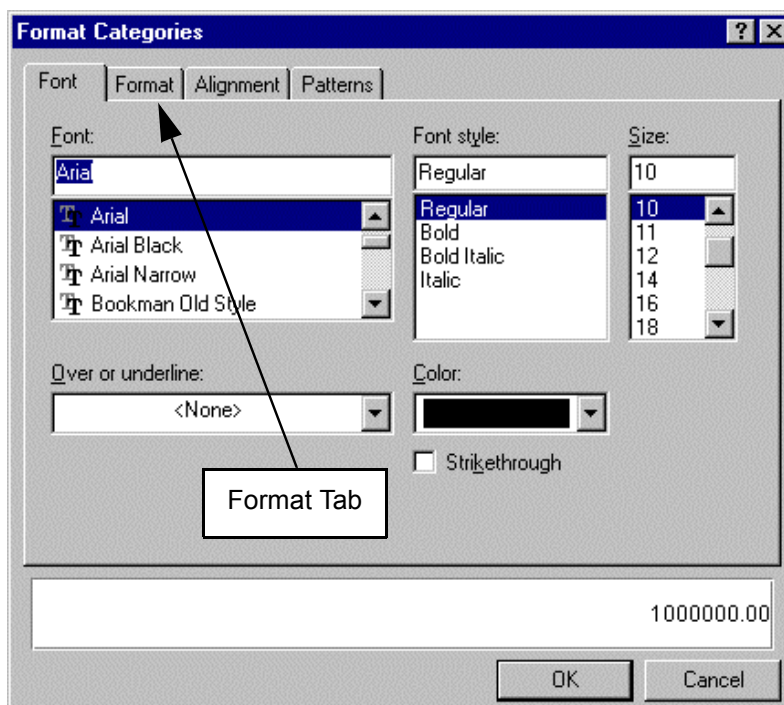 Format Categories
Font Format Alignment Patterns
Font: Font style: Size:
Arial Regular 10
Arial Regular 10
Arial Black Bold 11
Arial Narrow Bold Italic 12
Bookman Old Style Italic 14
16
18
Over or underline: Color:
<None>
Strikethrough
Format Tab
1000000.00
OK Cancel